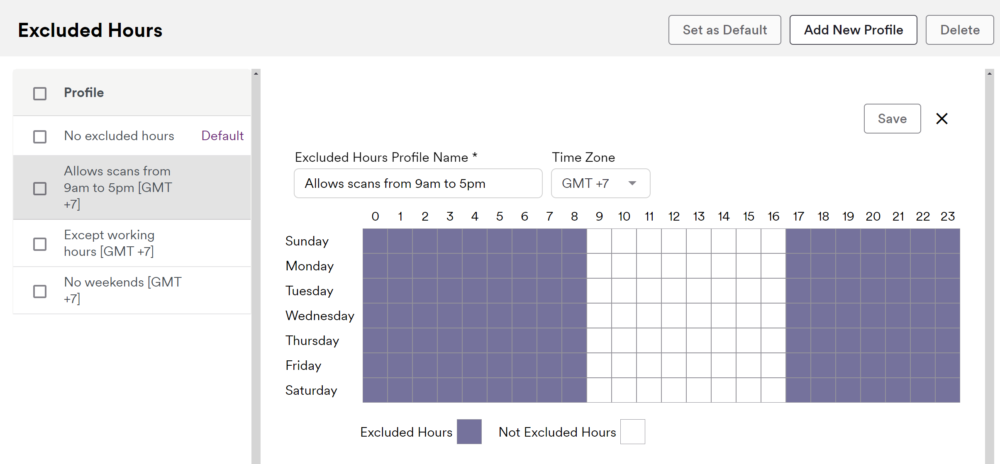 Excluded Hours
Set as Default
Add New Profile
Delete
Profile
No excluded hours Default
Allows scans from
9am to 5pm [GMT
+7]
Except working
hours [GMT +7]
No weekends [GMT
+7]
Save
Excluded Hours Profile Name *
Time Zone
Allows scans from 9am to 5pm
GMT +7
0 1 2 3 4 5 6 7 8 9 10 11 12 13 14 15 16 17 18 19 20 21 22 23
Sunday
Monday
Tuesday
Wednesday
Thursday
Friday
Saturday
Excluded Hours
Not Excluded Hours